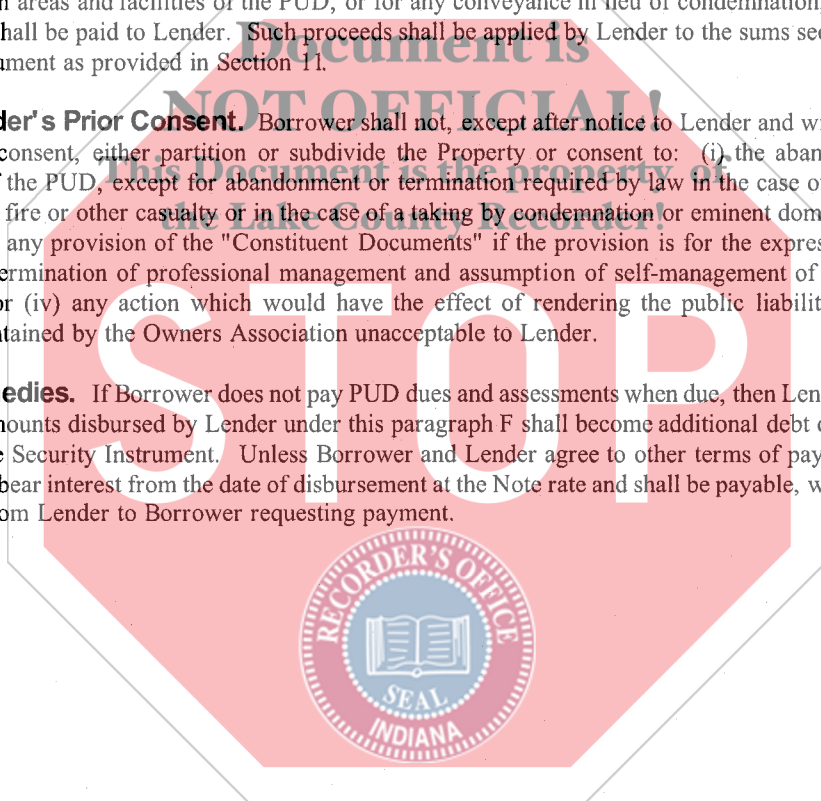 areas and facilities of the PUD, or for any conveyance in lieu of condemnation,
hall be paid to Lender. Such proceeds shall be applied by Lender to the sums sec
ument as provided in Section 11.
Document is
NOT OFFICIAL!
This Document is the property of
the Lake County Recorder!
der's Prior Consent. Borrower shall not, except after notice to Lender and wi
consent, either partition or subdivide the Property or consent to: (i) the aban
f the PUD, except for abandonment or termination required by law in the case o
fire or other casualty or in the case of a taking by condemnation or eminent dom
any provision of the "Constituent Documents" if the provision is for the expres
ermination of professional management and assumption of self-management of
or (iv) any action which would have the effect of rendering the public liabilit
tained by the Owners Association unacceptable to Lender.
STOP
edies. If Borrower does not pay PUD dues and assessments when due, then Len
nounts disbursed by Lender under this paragraph F shall become additional debt o
e Security Instrument. Unless Borrower and Lender agree to other terms of pay
bear interest from the date of disbursement at the Note rate and shall be payable, w
om Lender to Borrower requesting payment.
RECORDER'S OFFICE
SEAL
INDIANA